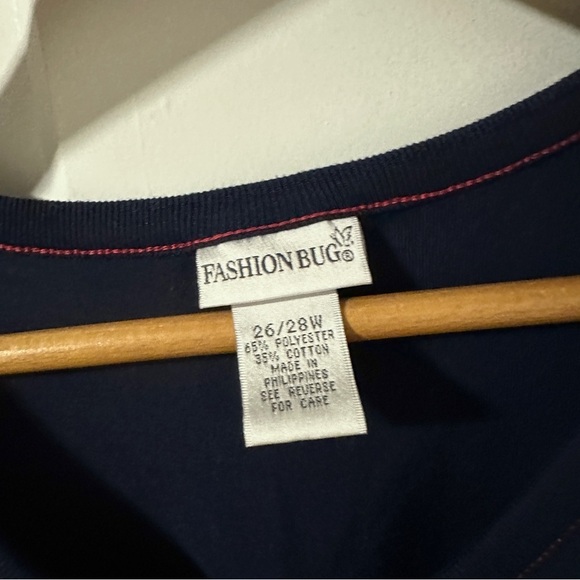 FASHION BUG®
26/28W
65% POLYESTER
35% COTTON
MADE IN
PHILIPPINES
SEE REVERSE
FOR CARE